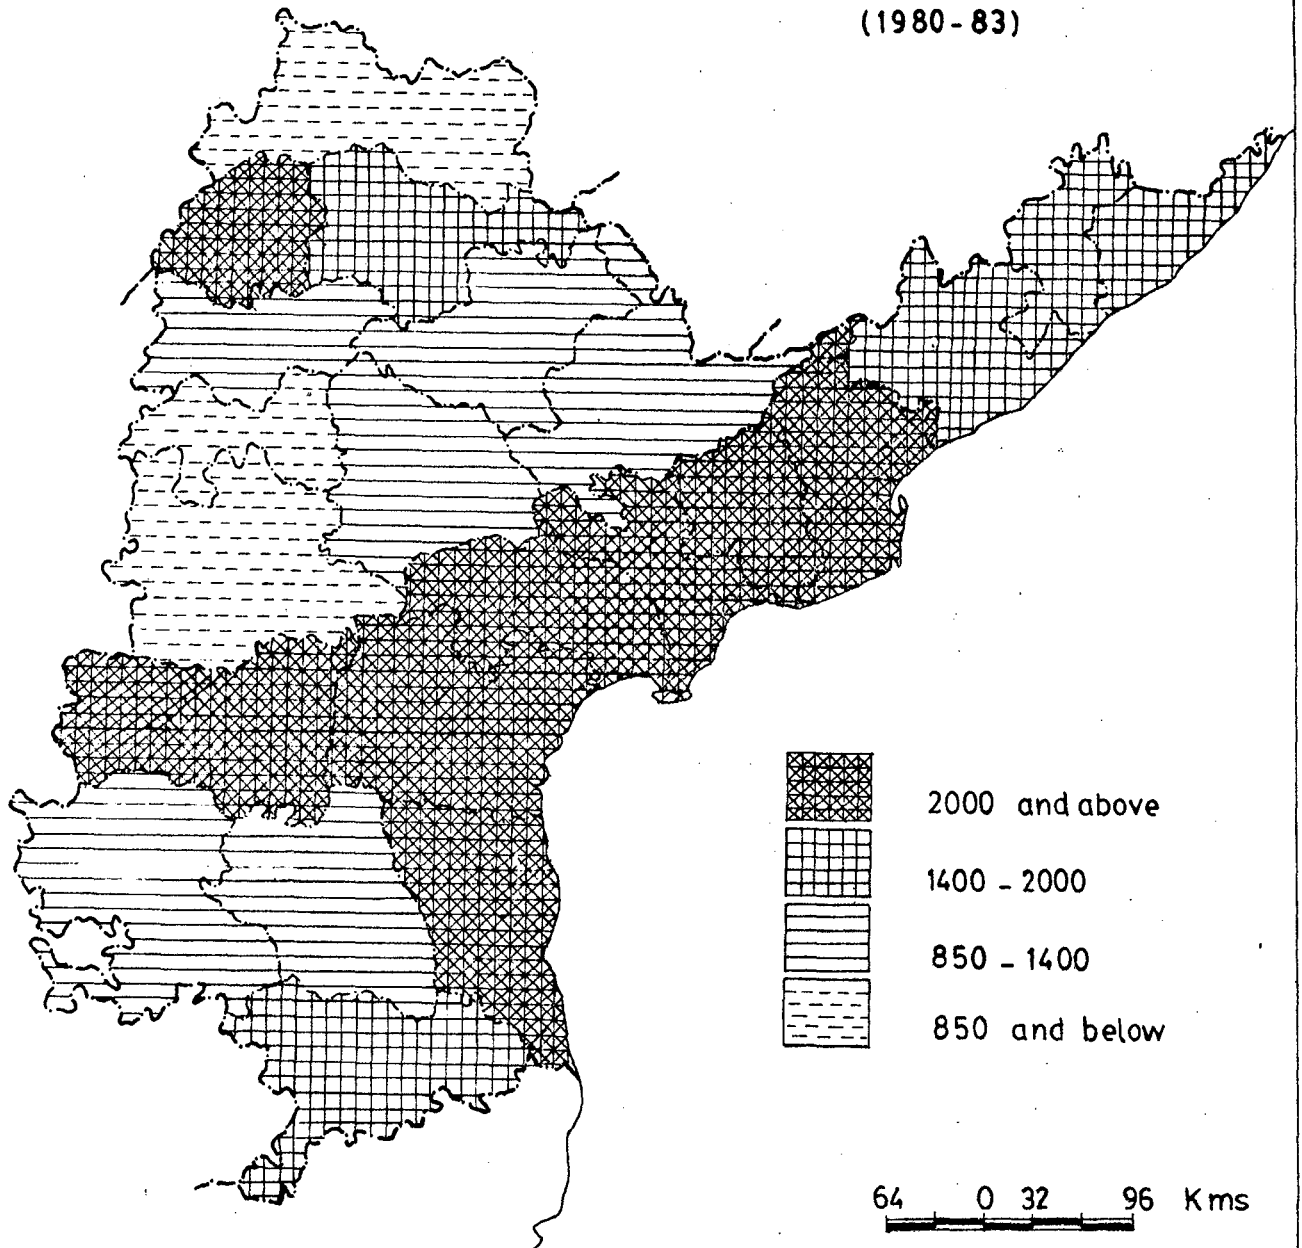 (1980-83)
2000 and above
1400 - 2000
850 - 1400
850 and below
64 0 32 96 Kms